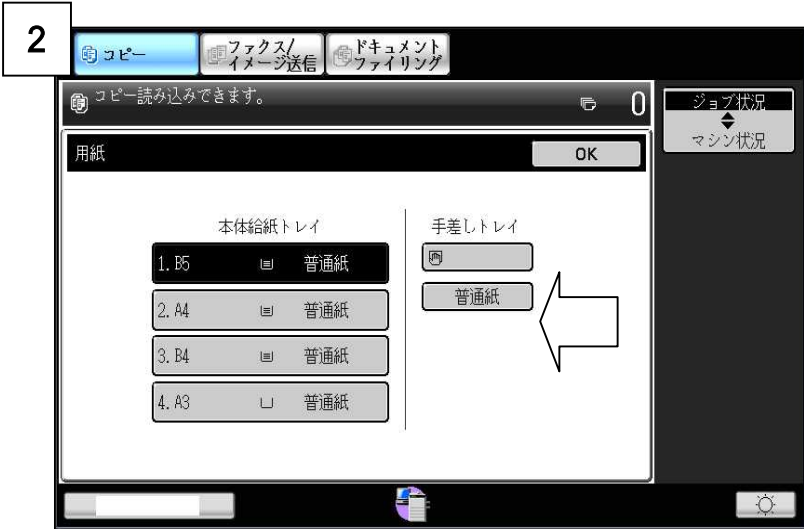 2
コピー
ファクス/
イメージ送信
ドキュメント
ファイリング
コピー読み込みできます。
0
ジョブ状況
マシン状況
用紙
OK
本体給紙トレイ
手差しトレイ
1. B5 普通紙
2. A4 普通紙
3. B4 普通紙
4. A3 普通紙
普通紙